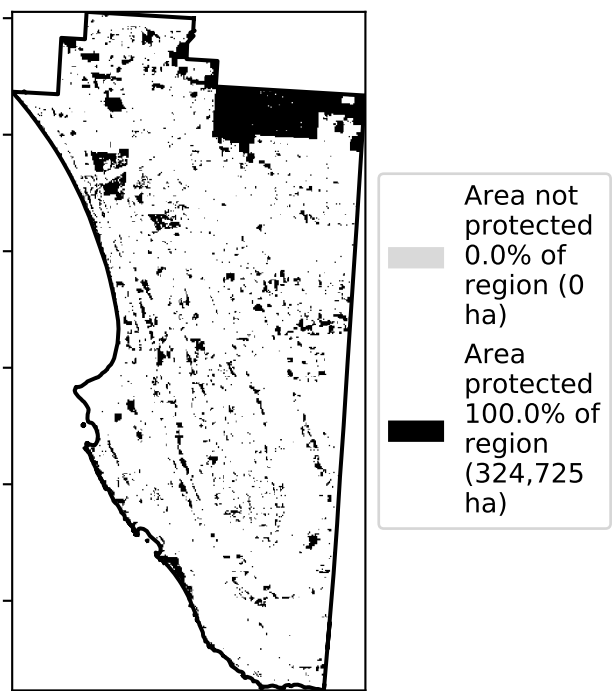 Area not
protected
0.0% of
region (0
ha)
Area
protected
100.0% of
region
(324,725
ha)